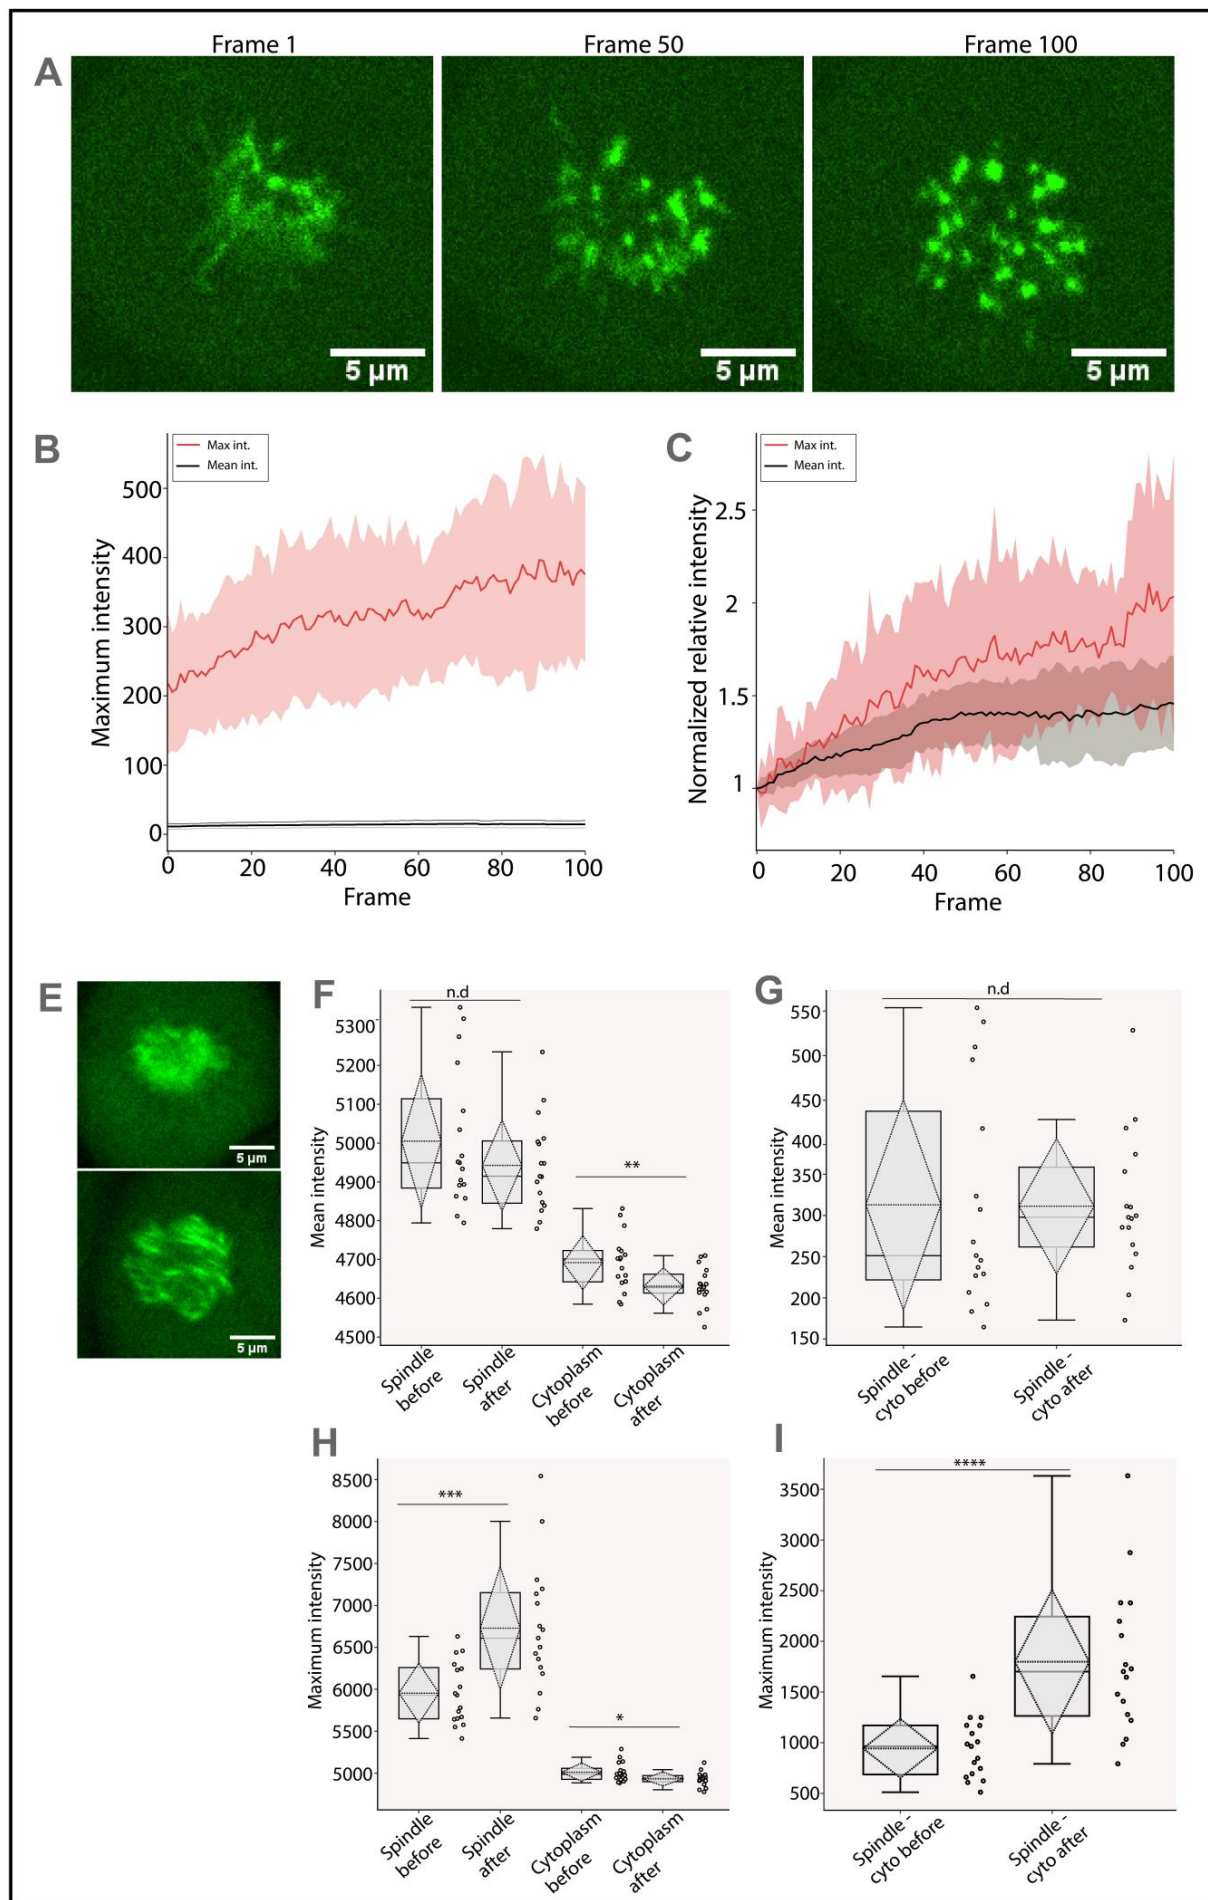 Frame 1
Frame 50
Frame 100
A
5 µm
5 µm
5 µm
B
Max int.
Mean int.
Maximum intensity
500
400
300
200
100
0
0 20 40 60 80 100
Frame
C
Max int.
Mean int.
Normalized relative intensity
2.5
2
1.5
1
0 20 40 60 80 100
Frame
E
5 µm
5 µm
F
n.d
**
Mean intensity
5300
5200
5100
5000
4900
4800
4700
4600
4500
Spindle
before
Spindle
after
Cytoplasm
before
Cytoplasm
after
G
n.d
Mean intensity
550
500
450
400
350
300
250
200
150
Spindle -
cyto before
Spindle -
cyto after
H
***
*
Maximum intensity
8500
8000
7500
7000
6500
6000
5500
5000
Spindle
before
Spindle
after
Cytoplasm
before
Cytoplasm
after
I
****
Maximum intensity
3500
3000
2500
2000
1500
1000
500
Spindle -
cyto before
Spindle -
cyto after